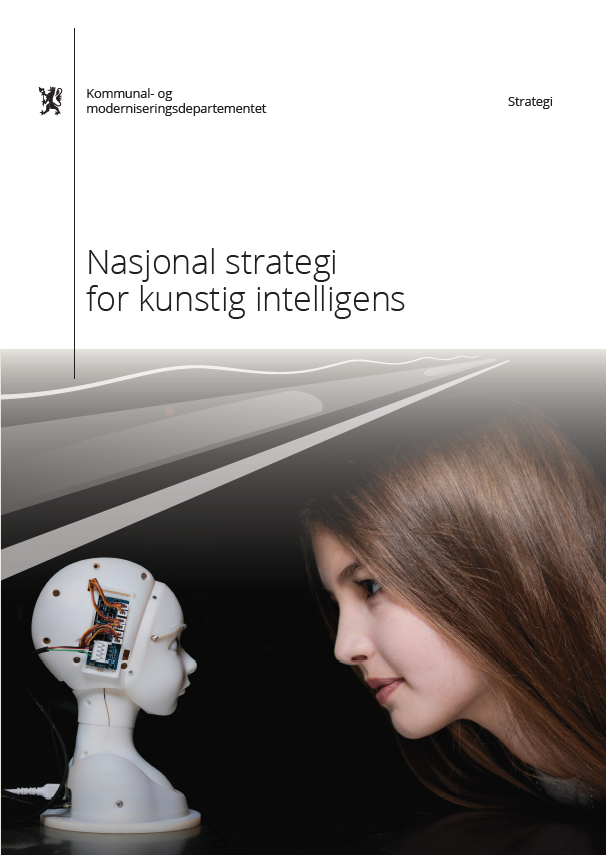 Kommunal- og
moderniseringsdepartementet
Strategi
Nasjonal strategi
for kunstig intelligens